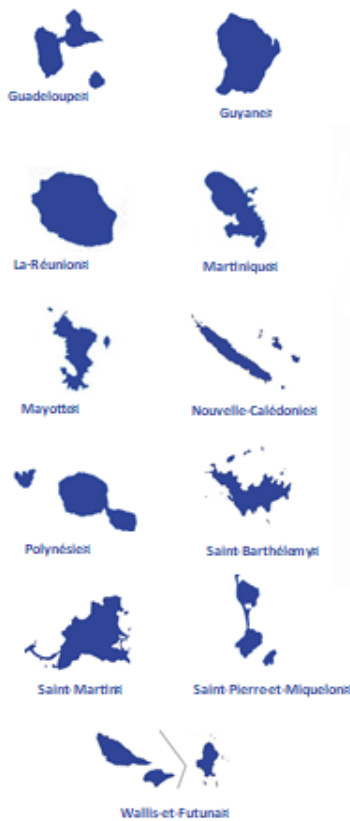 Guadeloupe¤
Guyane¤
La·Réunion¤
Martinique¤
Mayotte¤
Nouvelle-Calédonie¤
Polynésie¤
Saint·Barthélomy¤
Saint·Martin¤
Saint·Pierre·et·Miquelon¤
Wallis·et·Futuna¤